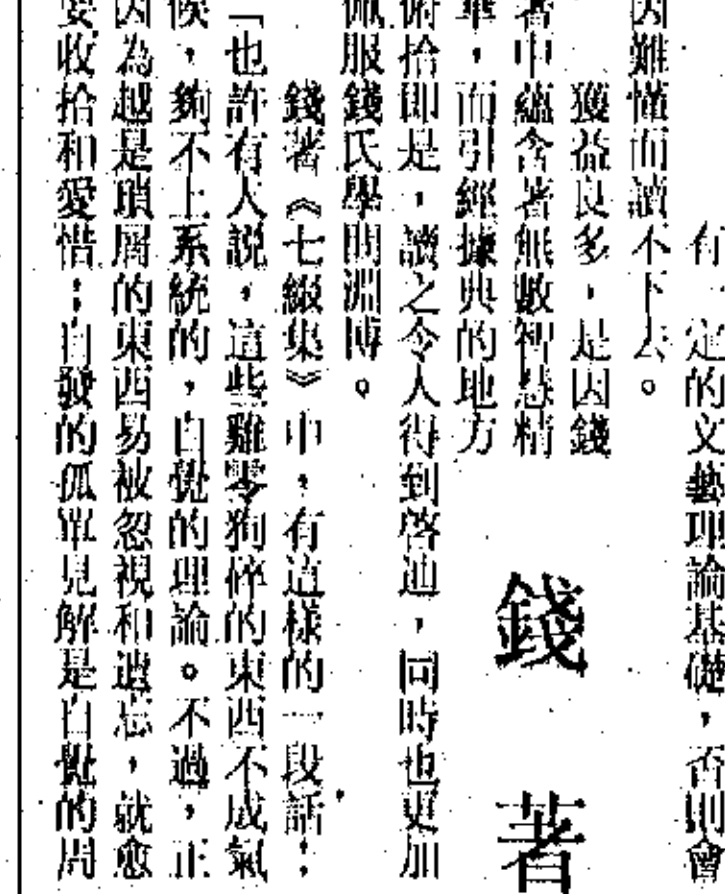 有一定的文藝理論基礎，否則會
因難懂而讀不下去。
獲益良多，是因錢
著中蘊含著無數智慧精
華，而引經據典的地方
俯拾即是，讀之令人得到啓迪，同時也更加
佩服錢氏學問淵博。
錢著《七綴集》中，有這樣的一段話：
「也許有人說，這些雞零狗碎的東西不成氣
候，夠不上系統的，自覺的理論。不過，正
因為越是瑣屑的東西易被忽視和遺忘，就愈
要收拾和愛惜；自發的孤單見解是自覺的周
錢著